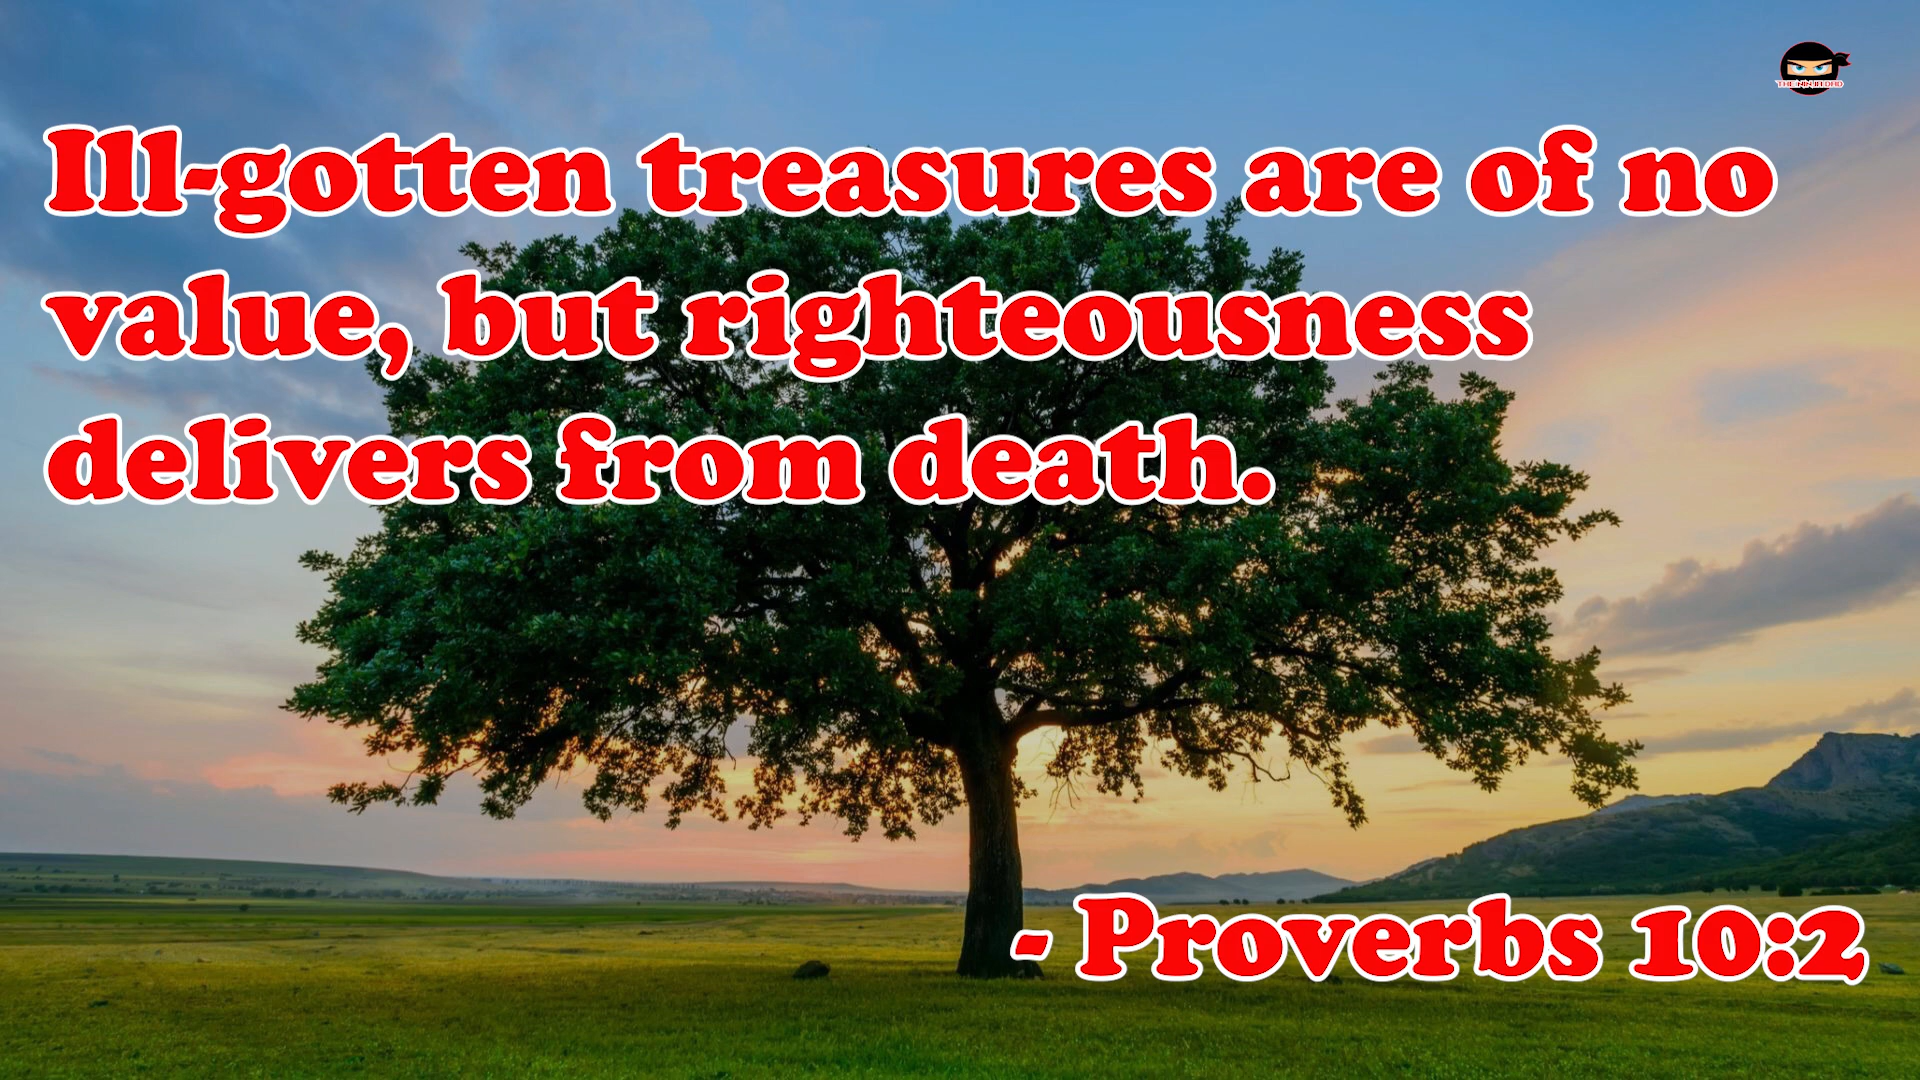 Ill-gotten treasures are of no
value, but righteousness
delivers from death.
- Proverbs 10:2